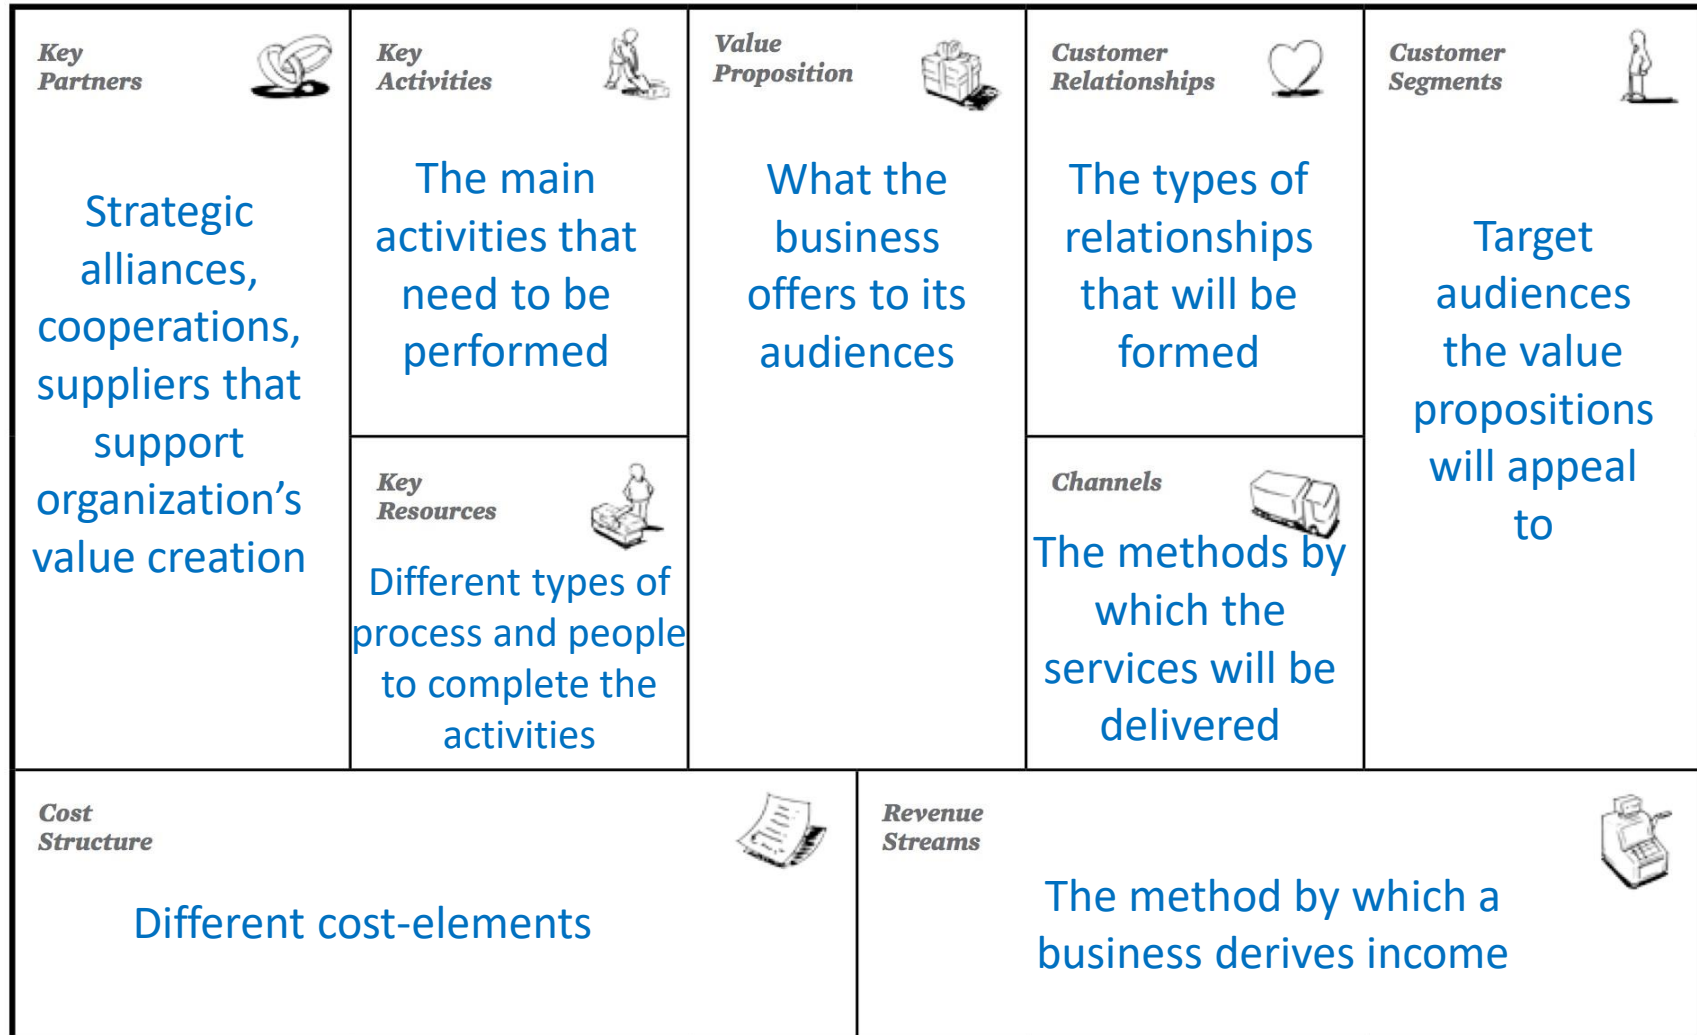 Key
Partners
Strategic
alliances,
cooperations,
suppliers that
support
organization’s
value creation
Key
Activities
The main
activities that
need to be
performed
Key
Resources
Different types of
process and people
to complete the
activities
Value
Proposition
What the
business
offers to its
audiences
Customer
Relationships
The types of
relationships
that will be
formed
Channels
The methods by
which the
services will be
delivered
Customer
Segments
Target
audiences
the value
propositions
will appeal
to
Cost
Structure
Different cost-elements
Revenue
Streams
The method by which a
business derives income